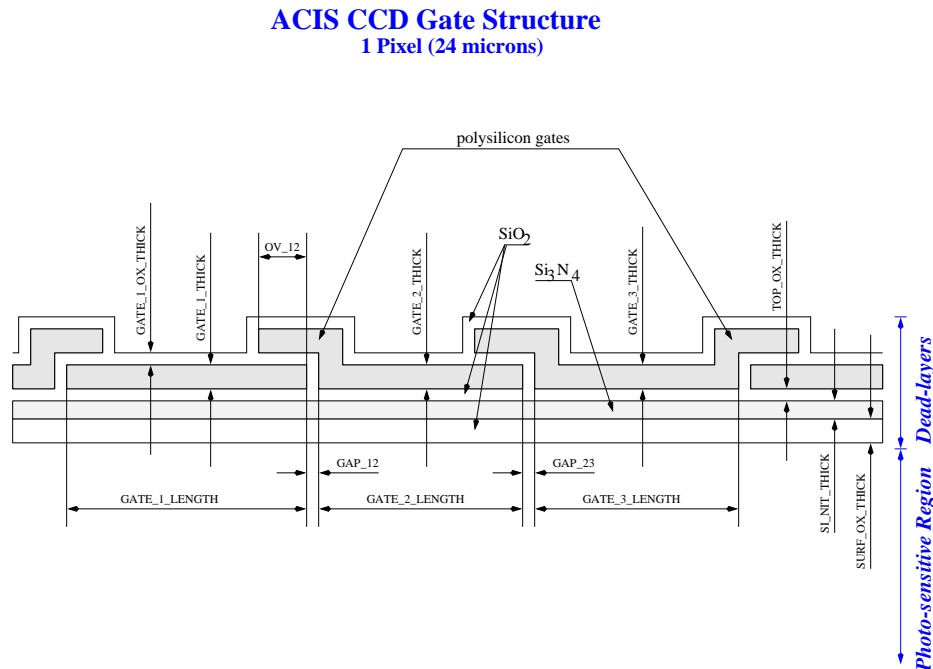 ACIS CCD Gate Structure
1 Pixel (24 microns)
polysilicon gates
SiO2
Si3N4
OV_12
GATE_1_OX_THICK
GATE_1_THICK
GATE_2_THICK
GATE_3_THICK
TOP_OX_THICK
GAP_12
GAP_23
GATE_1_LENGTH
GATE_2_LENGTH
GATE_3_LENGTH
SI_NIT_THICK
SURF_OX_THICK
Dead-layers
Photo-sensitive Region